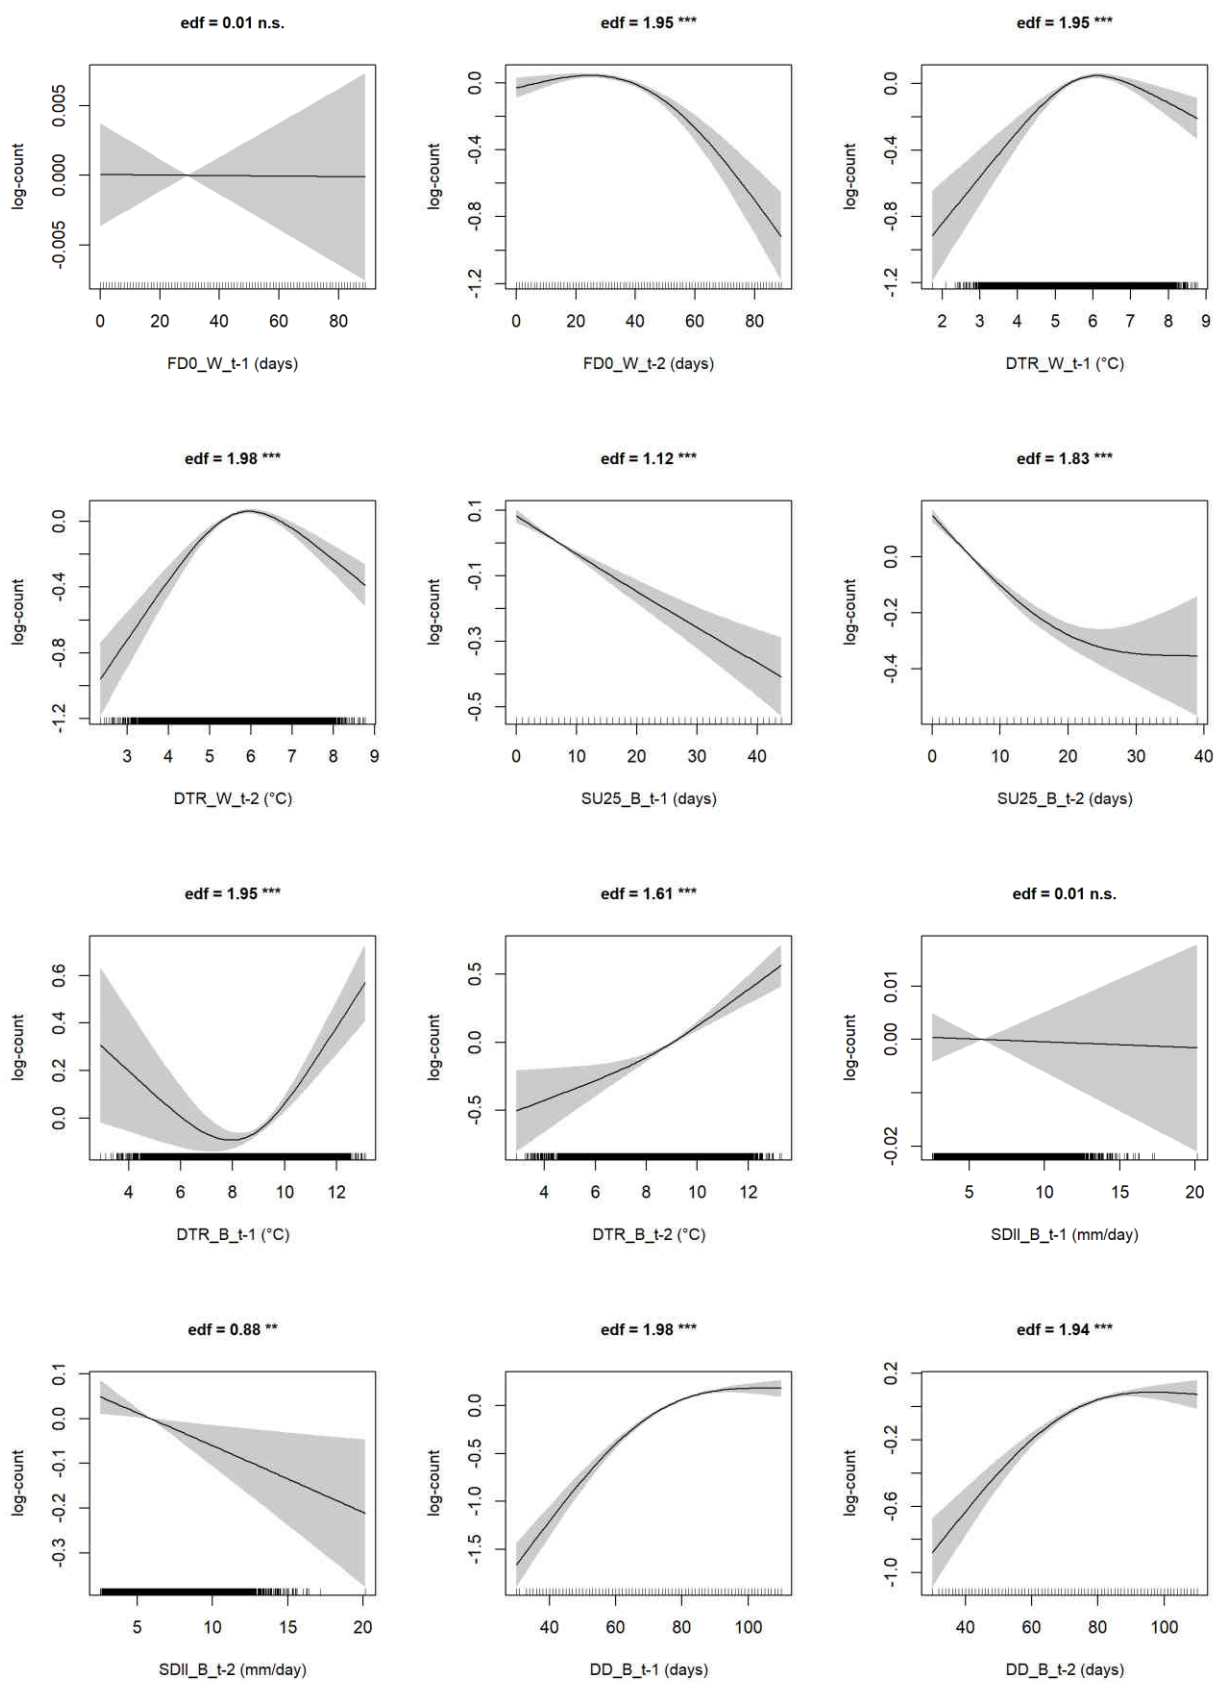 edf = 0.01 n.s.
log-count
0.005
0.000
-0.005
0 20 40 60 80
FD0_W_t-1 (days)
edf = 1.95 ***
log-count
0.0
-0.4
-0.8
-1.2
0 20 40 60 80
FD0_W_t-2 (days)
edf = 1.95 ***
log-count
0.0
-0.4
-0.8
-1.2
2 3 4 5 6 7 8 9
DTR_W_t-1 (°C)
edf = 1.98 ***
log-count
0.0
-0.4
-0.8
-1.2
3 4 5 6 7 8 9
DTR_W_t-2 (°C)
edf = 1.12 ***
log-count
0.1
-0.1
-0.3
-0.5
0 10 20 30 40
SU25_B_t-1 (days)
edf = 1.83 ***
log-count
0.0
-0.2
-0.4
0 10 20 30 40
SU25_B_t-2 (days)
edf = 1.95 ***
log-count
0.6
0.4
0.2
0.0
4 6 8 10 12
DTR_B_t-1 (°C)
edf = 1.61 ***
log-count
0.5
0.0
-0.5
4 6 8 10 12
DTR_B_t-2 (°C)
edf = 0.01 n.s.
log-count
0.01
0.00
-0.02
5 10 15 20
SDII_B_t-1 (mm/day)
edf = 0.88 **
log-count
0.1
0.0
-0.1
-0.2
-0.3
5 10 15 20
SDII_B_t-2 (mm/day)
edf = 1.98 ***
log-count
0.0
-0.5
-1.0
-1.5
40 60 80 100
DD_B_t-1 (days)
edf = 1.94 ***
log-count
0.2
-0.2
-0.6
-1.0
40 60 80 100
DD_B_t-2 (days)